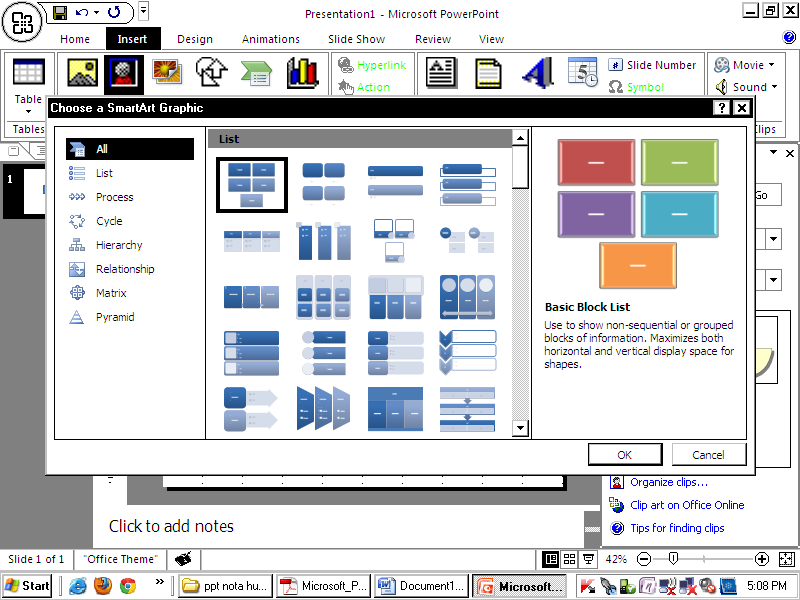 Presentation1 - Microsoft PowerPoint
Home Insert Design Animations Slide Show Review View
Table
Hyperlink
Action
Slide Number
Symbol
Movie
Sound
Tables
Clips
Choose a SmartArt Graphic
All
List
Process
Cycle
Hierarchy
Relationship
Matrix
Pyramid
List
Basic Block List
Use to show non-sequential or grouped
blocks of information. Maximizes both
horizontal and vertical display space for
shapes.
OK Cancel
1
Go
Organize clips...
Clip art on Office Online
Tips for finding clips
Click to add notes
Slide 1 of 1 "Office Theme" 42%
Start » ppt nota hu... Microsoft_P... Document1... Microsoft... 5:08 PM